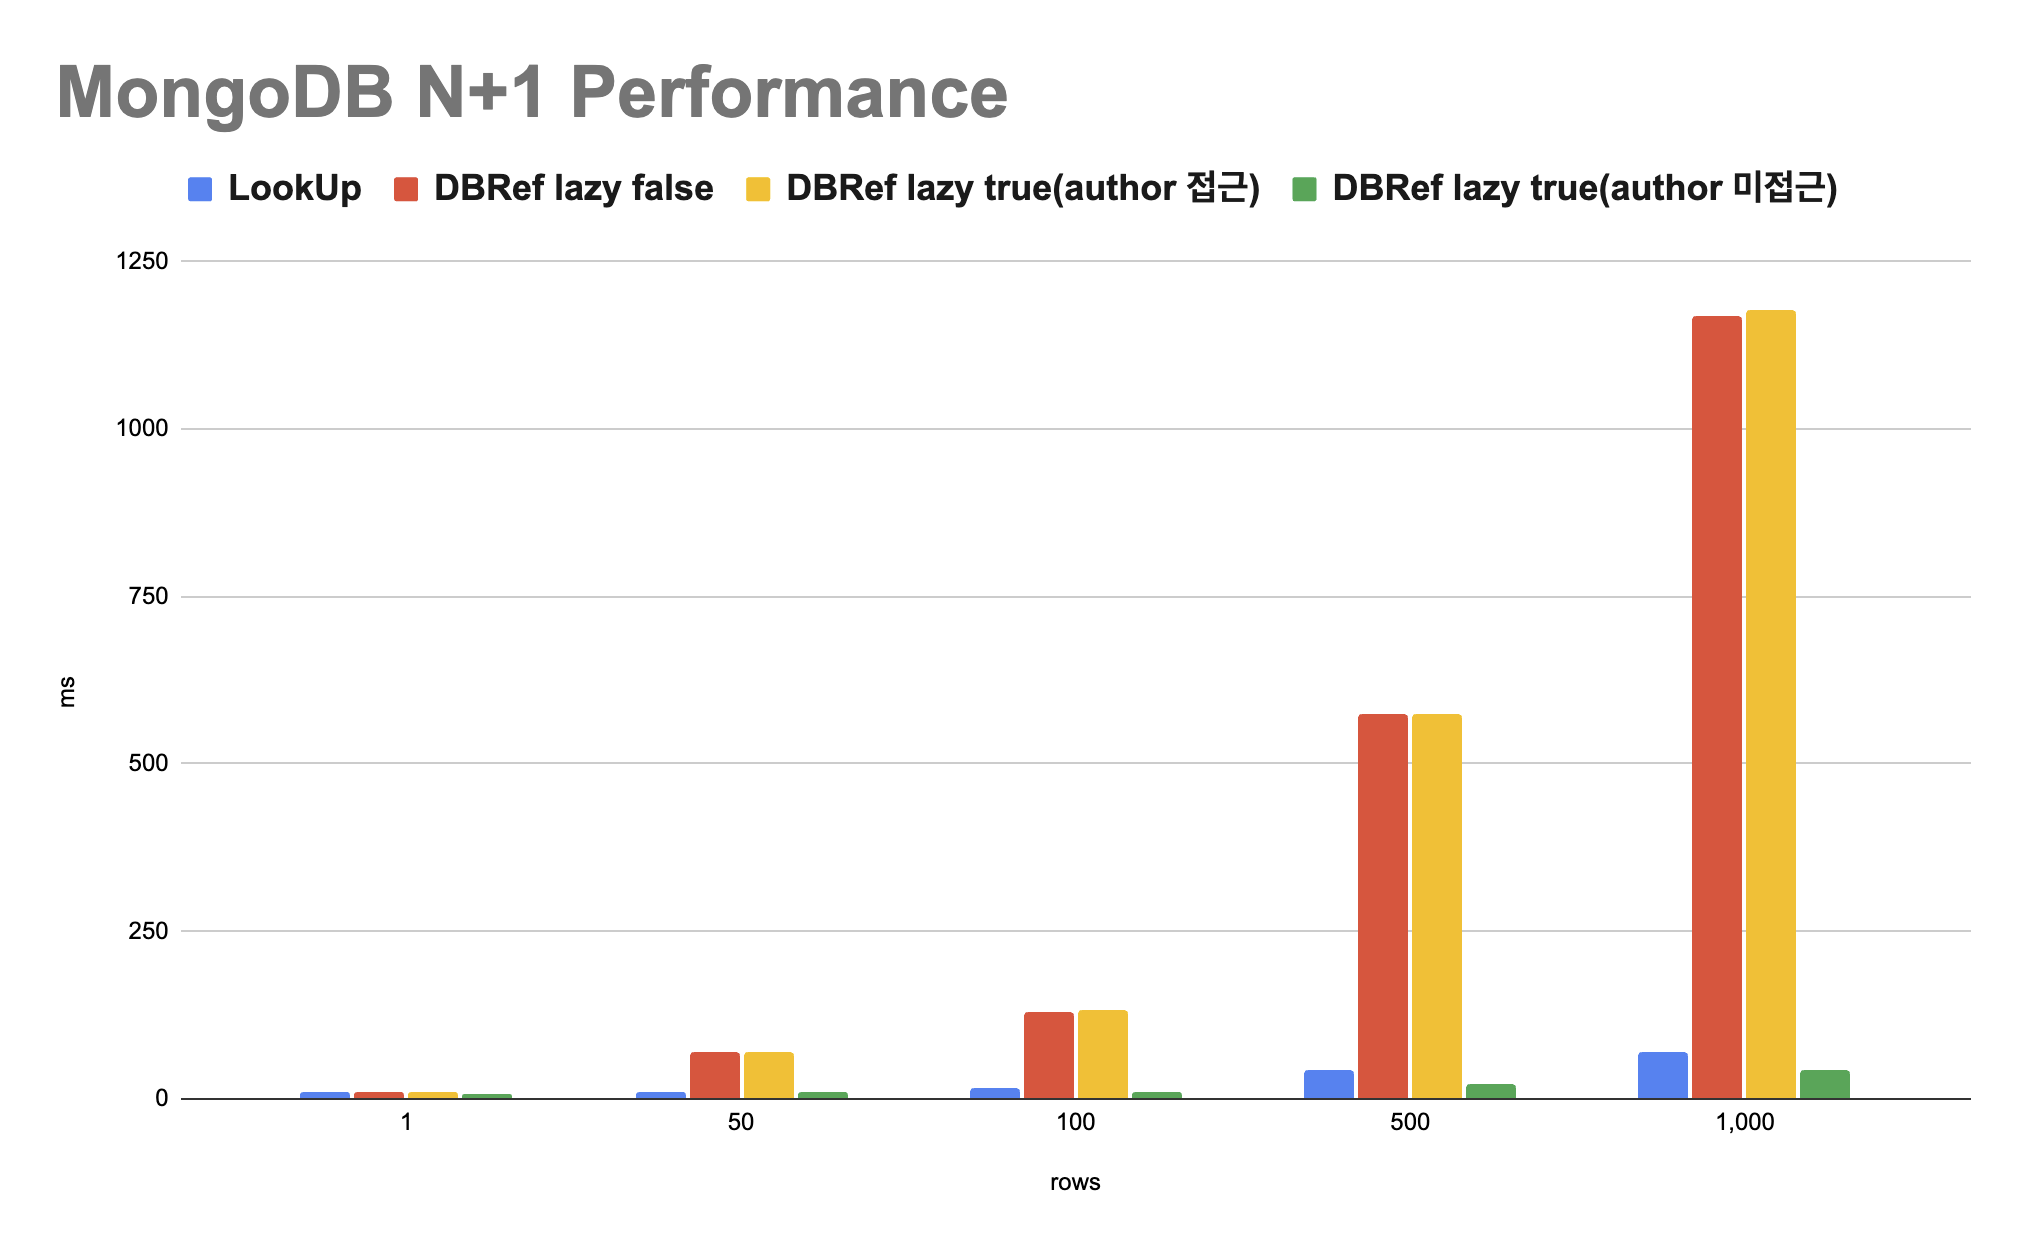 MongoDB N+1 Performance
LookUp DBRef lazy false DBRef lazy true(author 접근) DBRef lazy true(author 미접근)
1250
1000
750
500
250
0
ms
1 50 100 500 1,000
rows